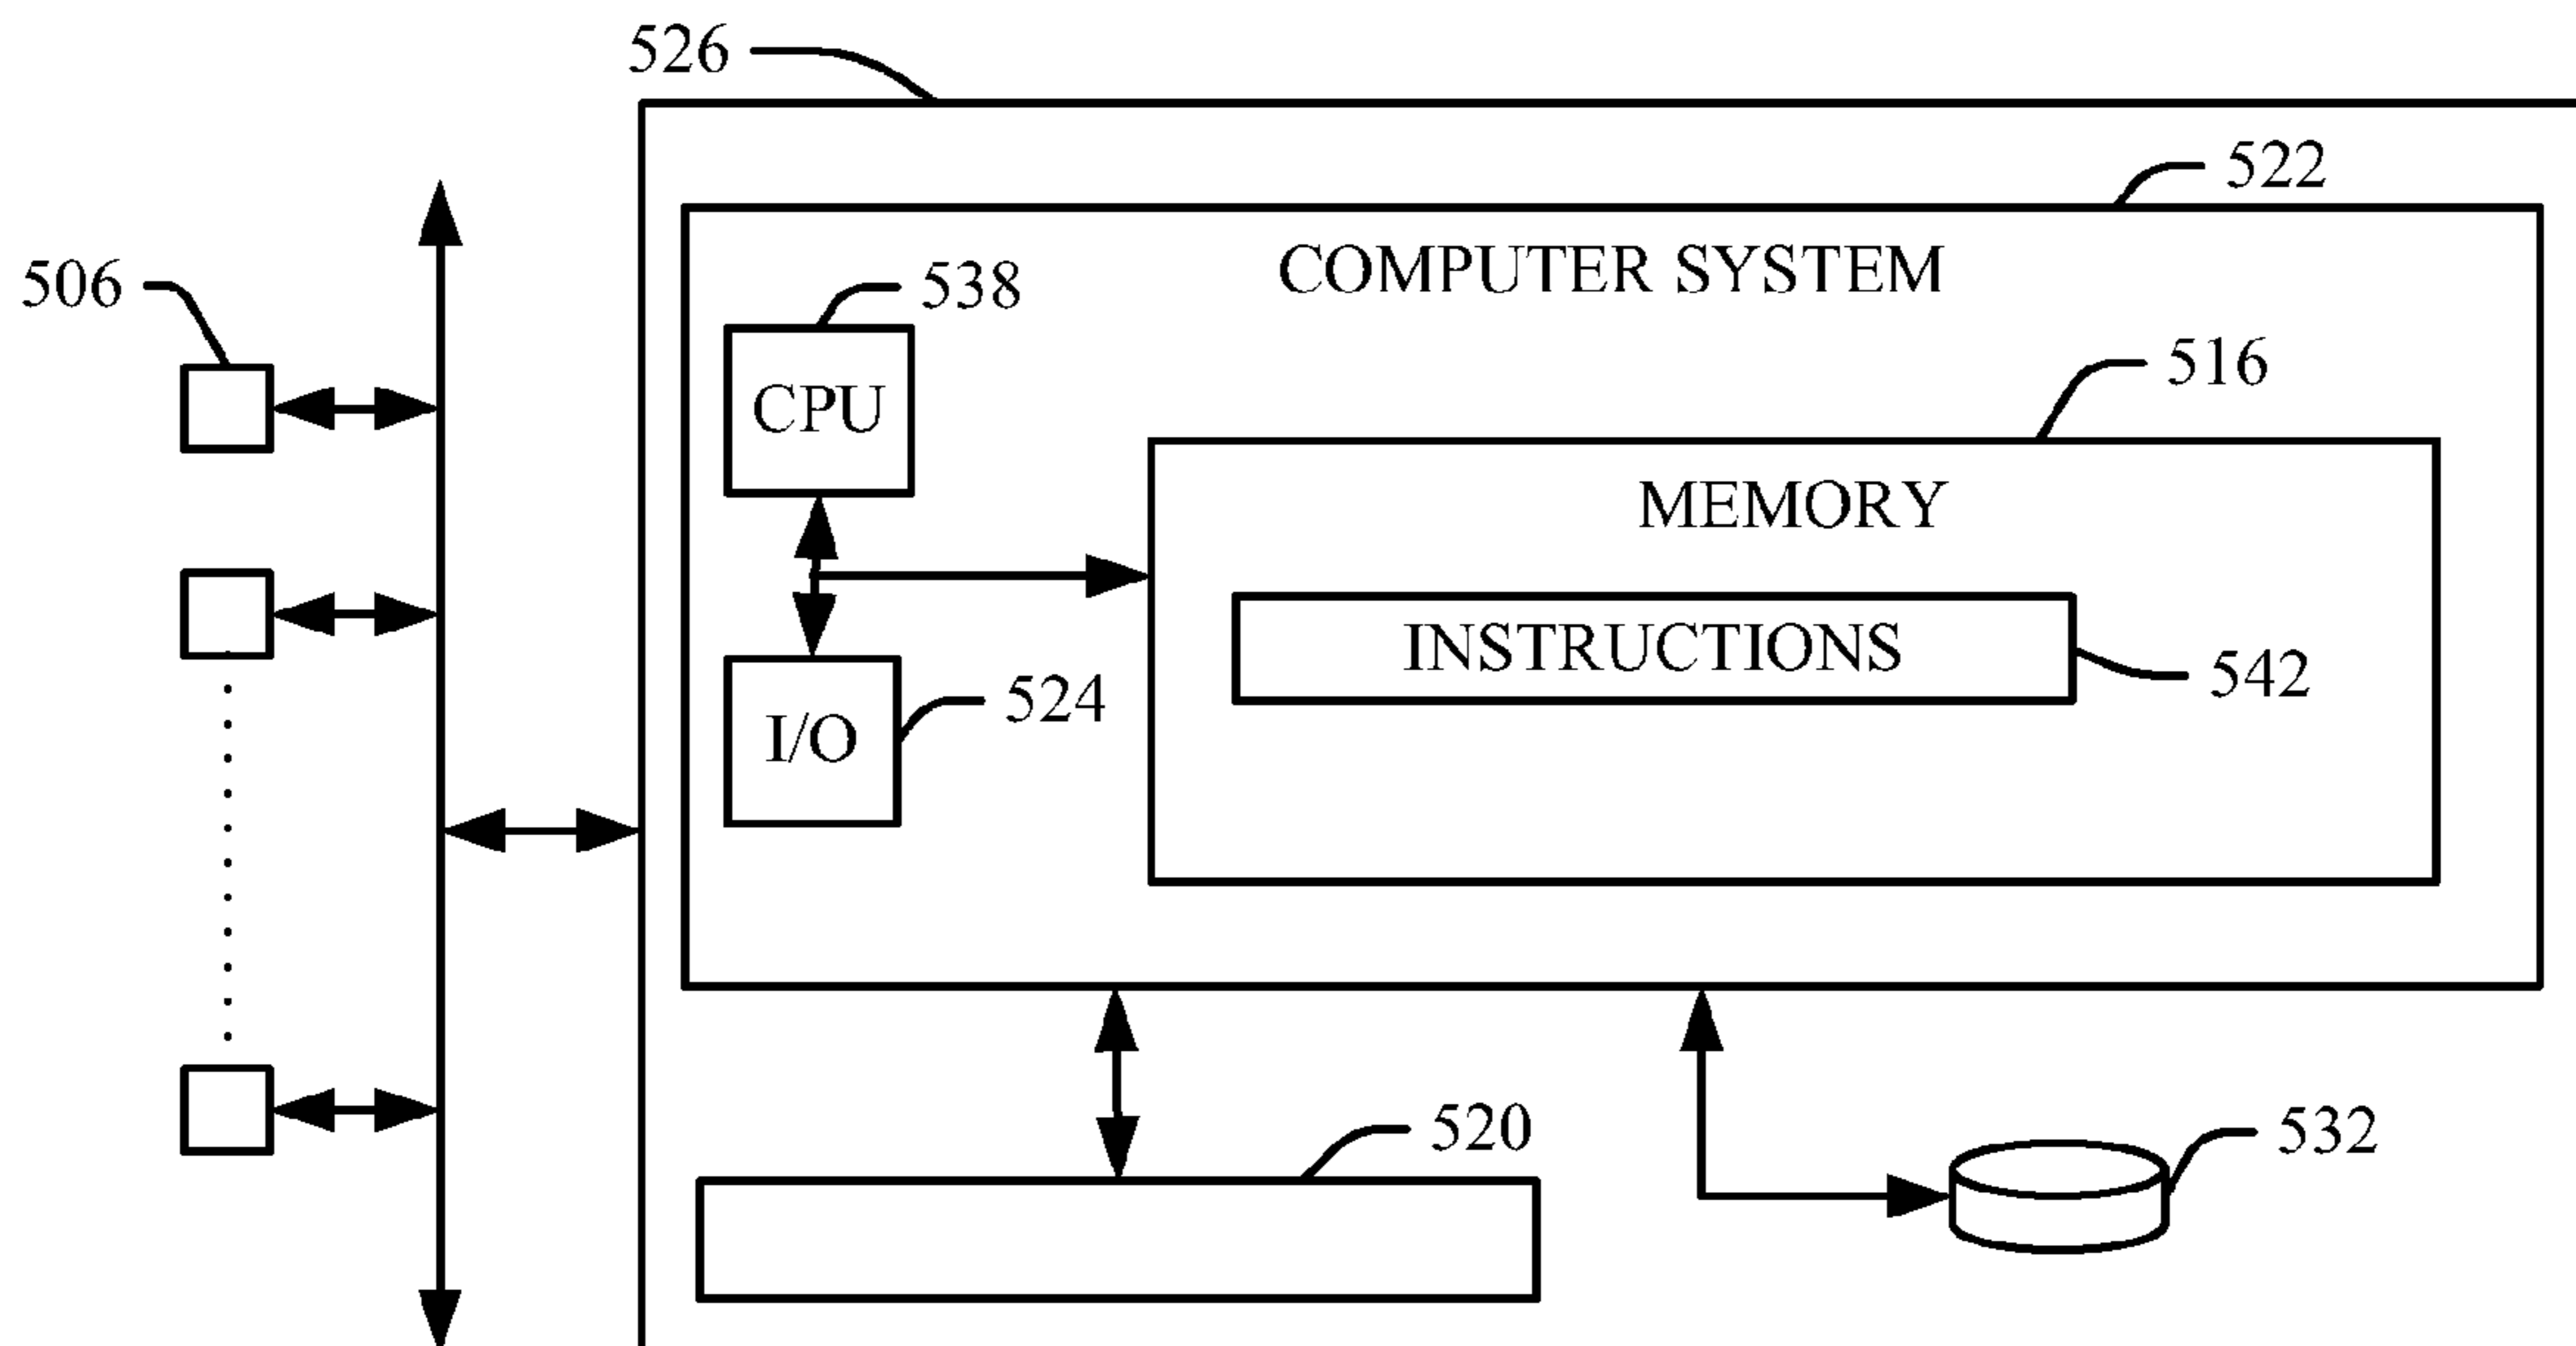 526
522
COMPUTER SYSTEM
506
538
516
CPU
MEMORY
INSTRUCTIONS
542
524
I/O
520
532